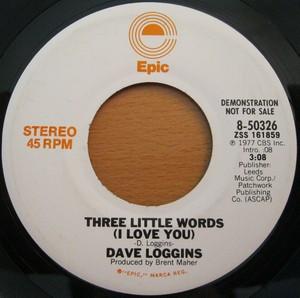 Epic
STEREO
45 RPM
DEMONSTRATION
NOT FOR SALE
8-50326
ZSS 161859
℗ 1977 CBS Inc.
Intro. :08
3:08
Publisher:
Leeds
Music Corp./
Patchwork
Publishing
Co. (ASCAP)
THREE LITTLE WORDS
(I LOVE YOU)
-D. Loggins-
DAVE LOGGINS
Produced by Brent Maher
"EPIC," MARCA REG.